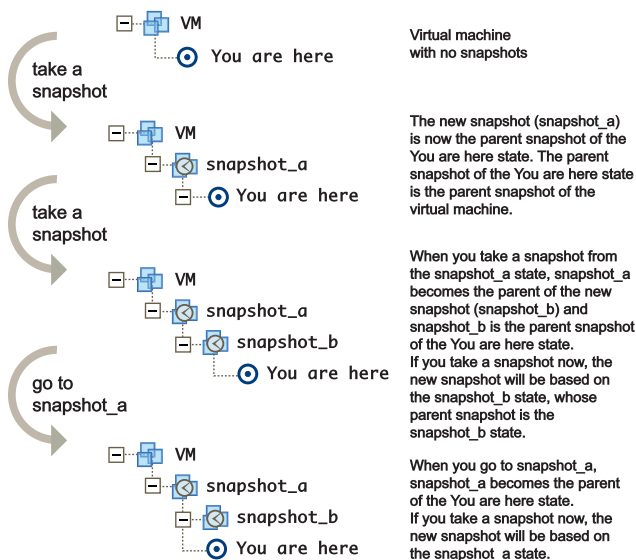 VM
You are here
Virtual machine
with no snapshots
take a
snapshot
VM
snapshot_a
You are here
The new snapshot (snapshot_a)
is now the parent snapshot of the
You are here state. The parent
snapshot of the You are here state
is the parent snapshot of the
virtual machine.
take a
snapshot
VM
snapshot_a
snapshot_b
You are here
When you take a snapshot from
the snapshot_a state, snapshot_a
becomes the parent of the new
snapshot (snapshot_b) and
snapshot_b is the parent snapshot
of the You are here state.
If you take a snapshot now, the
new snapshot will be based on
the snapshot_b state, whose
parent snapshot is the
snapshot_b state.
go to
snapshot_a
VM
snapshot_a
snapshot_b
You are here
When you go to snapshot_a,
snapshot_a becomes the parent
of the You are here state.
If you take a snapshot now, the
new snapshot will be based on
the snapshot_a state.